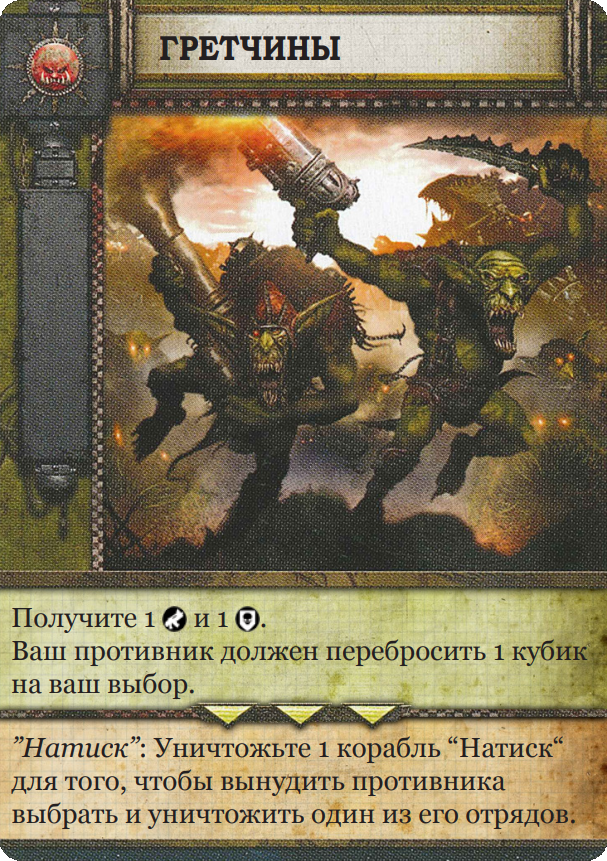 ГРЕТЧИНЫ
Получите 1 и 1 .
Ваш противник должен перебросить 1 кубик
на ваш выбор.
”Натиск”: Уничтожьте 1 корабль “Натиск“
для того, чтобы вынудить противника
выбрать и уничтожить один из его отрядов.